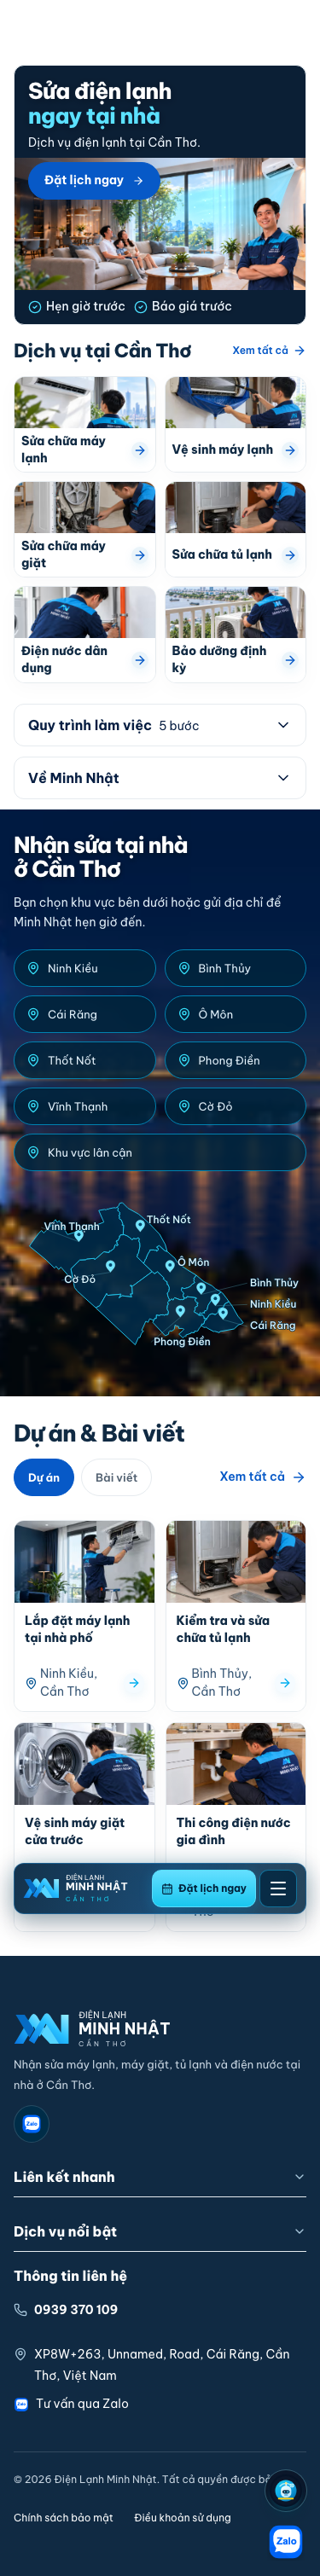 Sửa điện lạnh
ngay tại nhà
Dịch vụ điện lạnh tại Cần Thơ.
Đặt lịch ngay
Hẹn giờ trước
Báo giá trước
Dịch vụ tại Cần Thơ
Xem tất cả
Sửa chữa máy
lạnh
Vệ sinh máy lạnh
Sửa chữa máy
giặt
Sửa chữa tủ lạnh
Điện nước dân
dụng
Bảo dưỡng định
kỳ
Quy trình làm việc 5 bước
Về Minh Nhật
Nhận sửa tại nhà
ở Cần Thơ
Bạn chọn khu vực bên dưới hoặc gửi địa chỉ để
Minh Nhật hẹn giờ đến.
Ninh Kiều
Bình Thủy
Cái Răng
Ô Môn
Thốt Nốt
Phong Điền
Vĩnh Thạnh
Cờ Đỏ
Khu vực lân cận
Thốt Nốt
Vĩnh Thạnh
Ô Môn
Cờ Đỏ
Bình Thủy
Ninh Kiều
Cái Răng
Phong Điền
Dự án & Bài viết
Dự án
Bài viết
Xem tất cả
Lắp đặt máy lạnh
tại nhà phố
Ninh Kiều,
Cần Thơ
Kiểm tra và sửa
chữa tủ lạnh
Bình Thủy,
Cần Thơ
Vệ sinh máy giặt
cửa trước
Thi công điện nước
gia đình
ĐIỆN LẠNH
MINH NHẬT
CẦN THƠ
Đặt lịch ngay
ĐIỆN LẠNH
MINH NHẬT
CẦN THƠ
Nhận sửa máy lạnh, máy giặt, tủ lạnh và điện nước tại
nhà ở Cần Thơ.
Zalo
Liên kết nhanh
Dịch vụ nổi bật
Thông tin liên hệ
0939 370 109
XP8W+263, Unnamed, Road, Cái Răng, Cần
Thơ, Việt Nam
Zalo
Tư vấn qua Zalo
© 2026 Điện Lạnh Minh Nhật. Tất cả quyền được
Chính sách bảo mật
Điều khoản sử dụng
Zalo